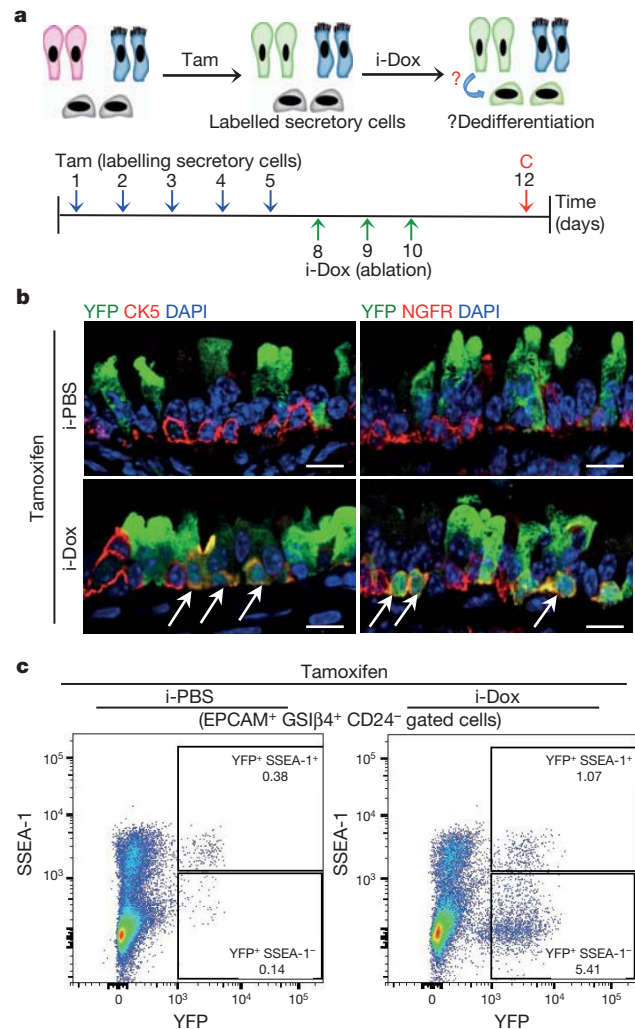 a
Tam
i-Dox
?
Labelled secretory cells
?Dedifferentiation
Tam (labelling secretory cells)
C
1 2 3 4 5 12
Time
(days)
8 9 10
i-Dox (ablation)
b
YFP CK5 DAPI
YFP NGFR DAPI
Tamoxifen
i-PBS
i-Dox
c
Tamoxifen
i-PBS
i-Dox
(EPCAM⁺ GSIβ4⁺ CD24⁻ gated cells)
SSEA-1
10⁵
10⁴
10³
YFP⁺ SSEA-1⁺
0.38
YFP⁺ SSEA-1⁻
0.14
0 10³ 10⁴ 10⁵
YFP
SSEA-1
10⁵
10⁴
10³
YFP⁺ SSEA-1⁺
1.07
YFP⁺ SSEA-1⁻
5.41
0 10³ 10⁴ 10⁵
YFP